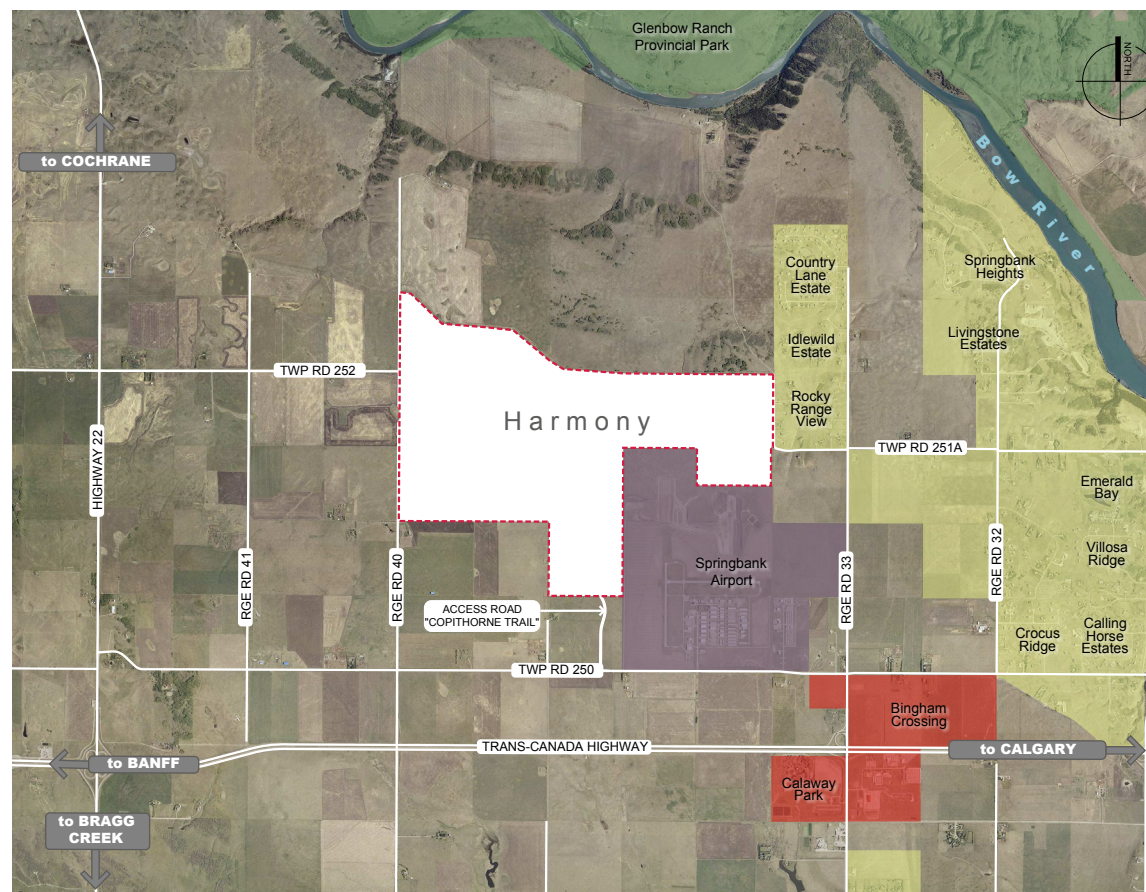 Glenbow Ranch
Provincial Park
NORTH
to COCHRANE
Bow River
Country
Lane
Estate
Springbank
Heights
Idlewild
Estate
Livingstone
Estates
TWP RD 252
Rocky
Range
View
Harmony
HIGHWAY 22
TWP RD 251A
Emerald
Bay
RGE RD 41
RGE RD 40
Springbank
Airport
RGE RD 33
RGE RD 32
Villosa
Ridge
ACCESS ROAD
"COPITHORNE TRAIL"
Crocus
Ridge
Calling
Horse
Estates
TWP RD 250
Bingham
Crossing
TRANS-CANADA HIGHWAY
to CALGARY
to BANFF
Calaway
Park
to BRAGG
CREEK